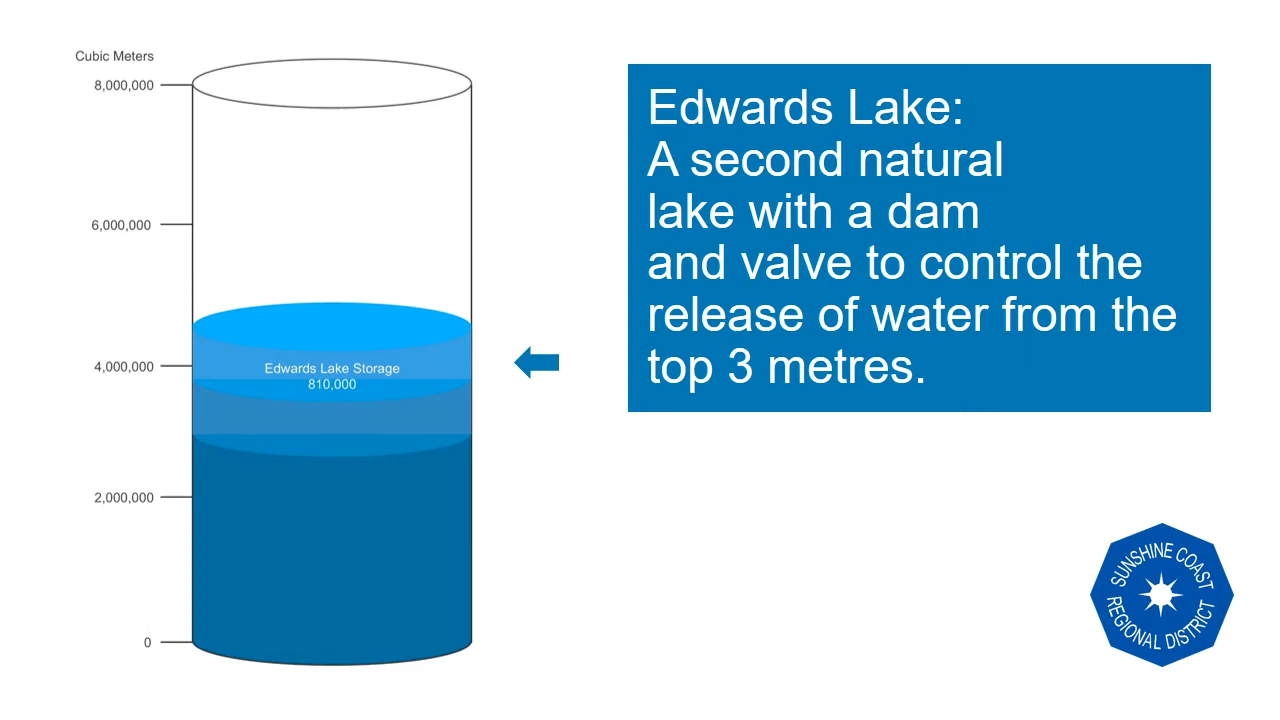 Cubic Meters
8,000,000
6,000,000
4,000,000
2,000,000
0
Edwards Lake Storage
810,000
Edwards Lake:
A second natural
lake with a dam
and valve to control the
release of water from the
top 3 metres.
SUNSHINE COAST
REGIONAL DISTRICT